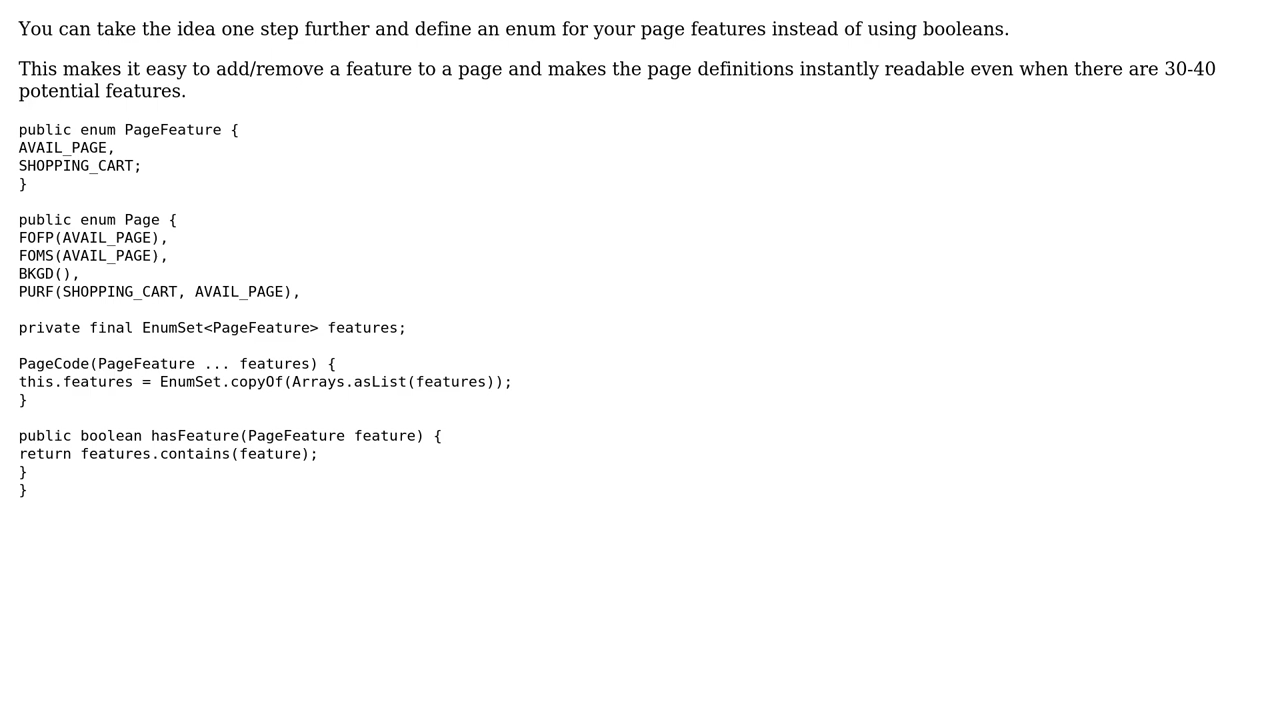 You can take the idea one step further and define an enum for your page features instead of using booleans.
This makes it easy to add/remove a feature to a page and makes the page definitions instantly readable even when there are 30-40
potential features.
public enum PageFeature {
AVAIL_PAGE,
SHOPPING_CART;
}
public enum Page {
FOFP(AVAIL_PAGE),
FOMS(AVAIL_PAGE),
BKGD(),
PURF(SHOPPING_CART, AVAIL_PAGE),
private final EnumSet<PageFeature> features;
PageCode(PageFeature ... features) {
this.features = EnumSet.copyOf(Arrays.asList(features));
}
public boolean hasFeature(PageFeature feature) {
return features.contains(feature);
}
}